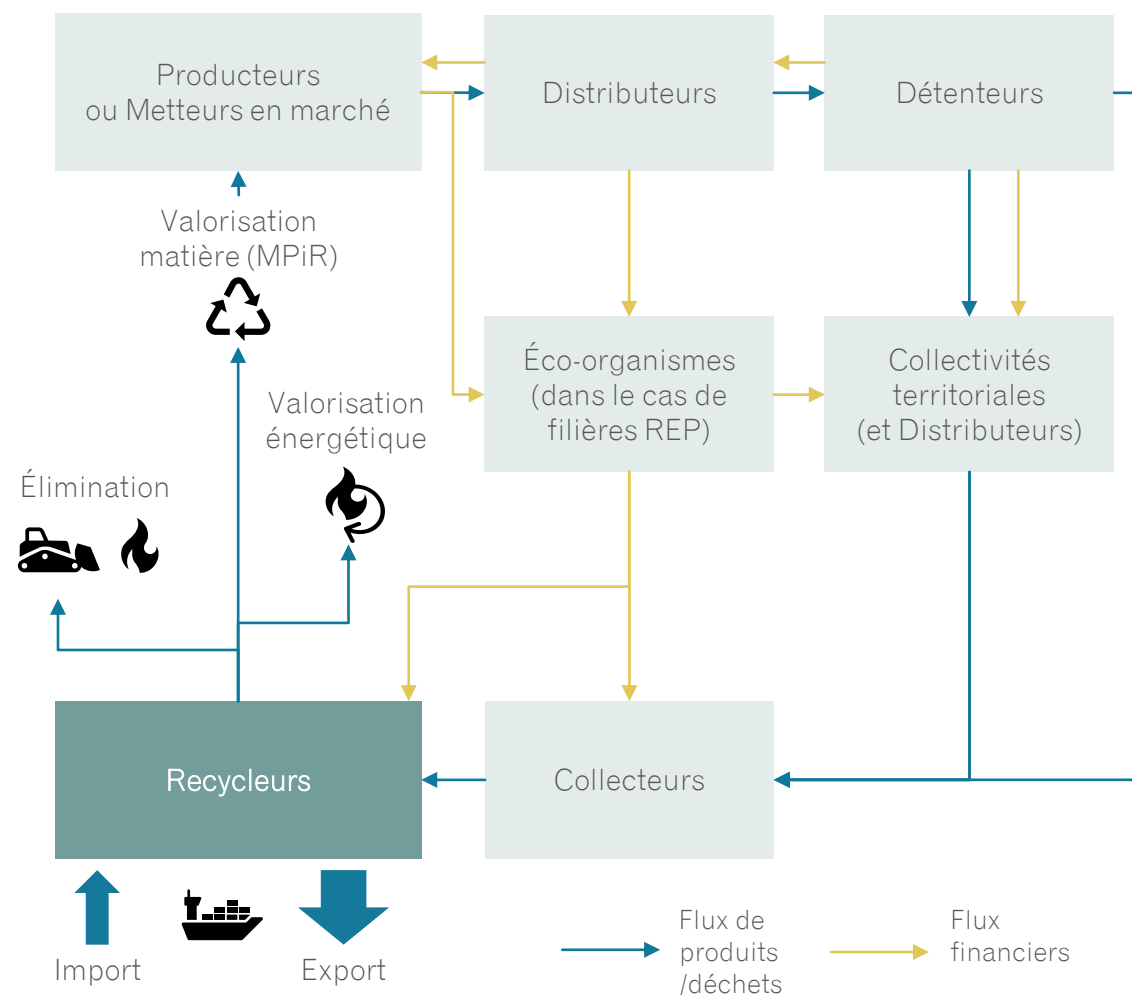 Producteurs
ou Metteurs en marché
Distributeurs
Détenteurs
Valorisation
matière (MPiR)
Éco-organismes
(dans le cas de
filières REP)
Collectivités
territoriales
(et Distributeurs)
Valorisation
énergétique
Élimination
Recycleurs
Collecteurs
Import
Export
Flux de
produits
/déchets
Flux
financiers